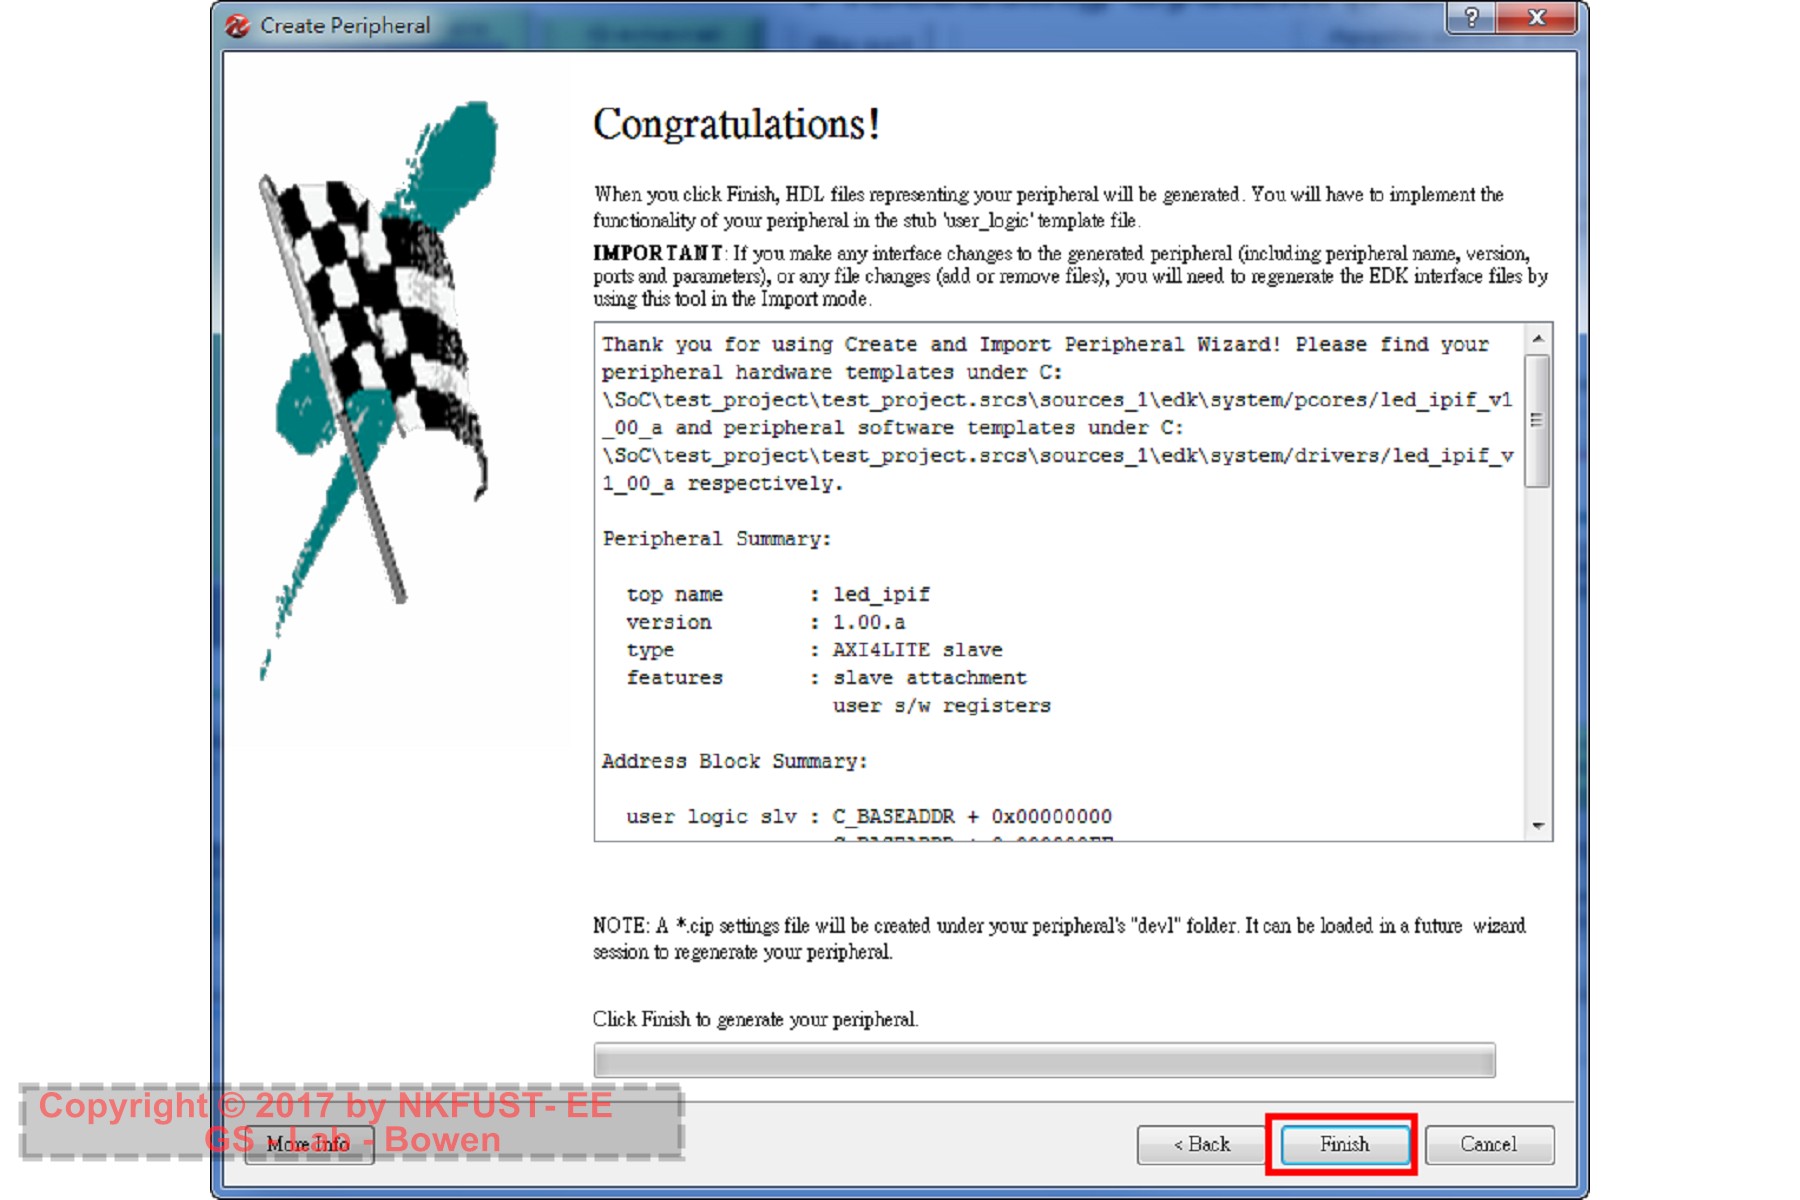 Create Peripheral
?
X
Congratulations!
When you click Finish, HDL files representing your peripheral will be generated. You will have to implement the
functionality of your peripheral in the stub 'user_logic' template file.
IMPORTANT: If you make any interface changes to the generated peripheral (including peripheral name, version,
ports and parameters), or any file changes (add or remove files), you will need to regenerate the EDK interface files by
using this tool in the Import mode.
Thank you for using Create and Import Peripheral Wizard! Please find your
peripheral hardware templates under C:
\SoC\test_project\test_project.srcs\sources_1\edk\system/pcores/led_ipif_v1
_00_a and peripheral software templates under C:
\SoC\test_project\test_project.srcs\sources_1\edk\system/drivers/led_ipif_v
1_00_a respectively.
Peripheral Summary:
top name : led_ipif
version : 1.00.a
type : AXI4LITE slave
features : slave attachment
user s/w registers
Address Block Summary:
user logic slv : C_BASEADDR + 0x00000000
NOTE: A *.cip settings file will be created under your peripheral's "devl" folder. It can be loaded in a future wizard
session to regenerate your peripheral.
Click Finish to generate your peripheral.
Copyright © 2017 by NKFUST- EE
GS - Lab - Bowen
More Info
< Back
Finish
Cancel